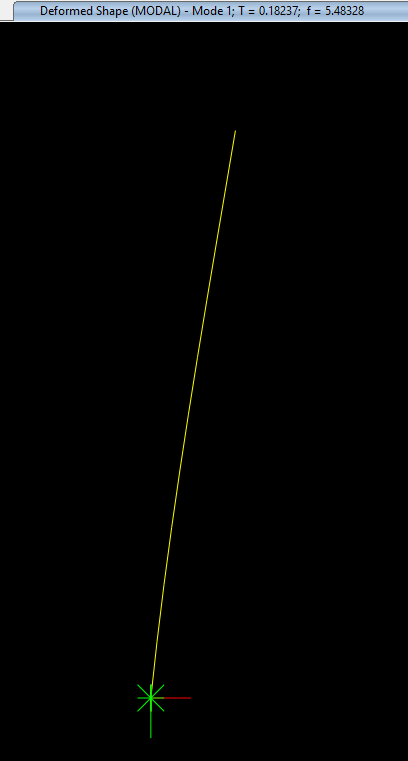 Deformed Shape (MODAL) - Mode 1; T = 0.18237;  f = 5.48328